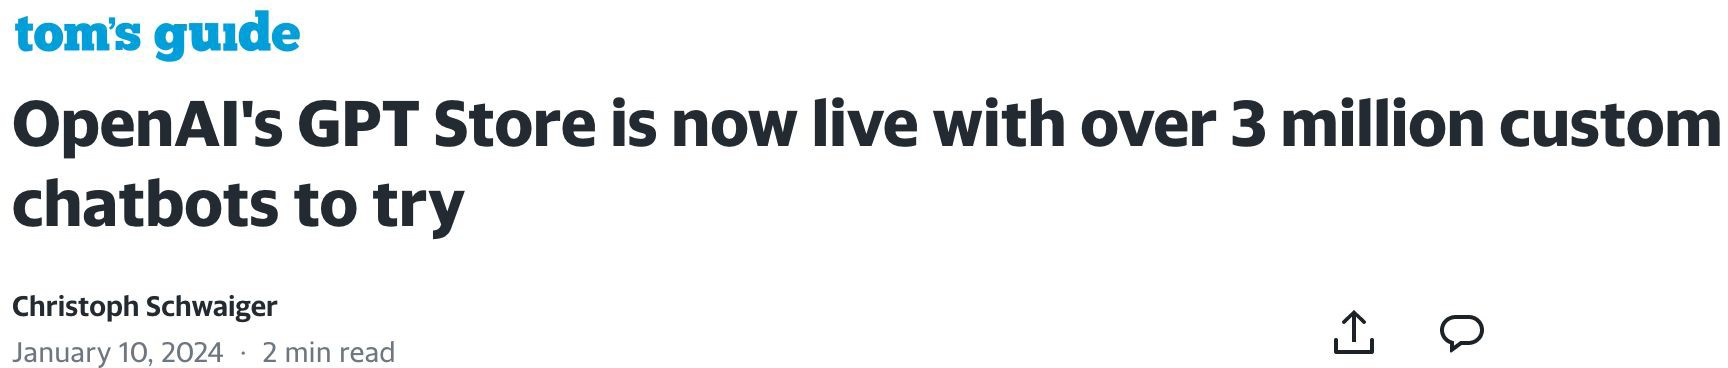 tom's guide
OpenAI's GPT Store is now live with over 3 million custom
chatbots to try
Christoph Schwaiger
January 10, 2024 · 2 min read